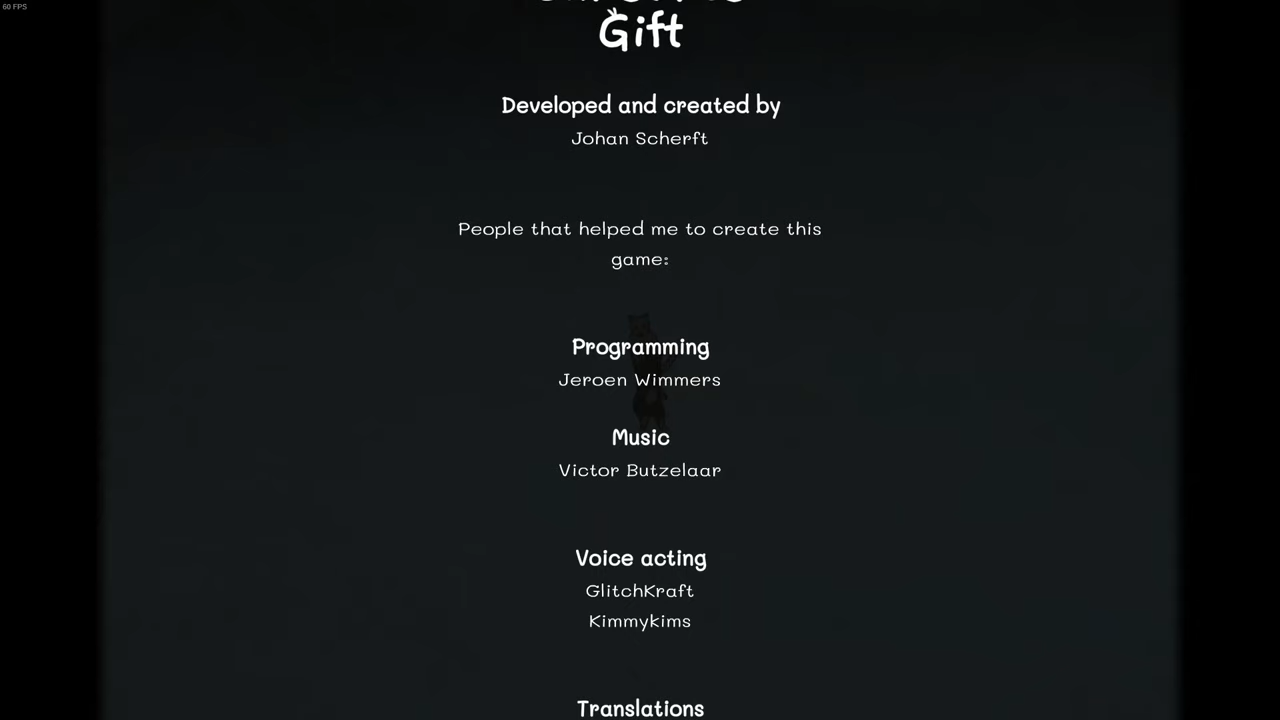 60 FPS
Gift
Developed and created by
Johan Scherft
People that helped me to create this
game:
Programming
Jeroen Wimmers
Music
Victor Butzelaar
Voice acting
GlitchKraft
Kimmykims
Translations